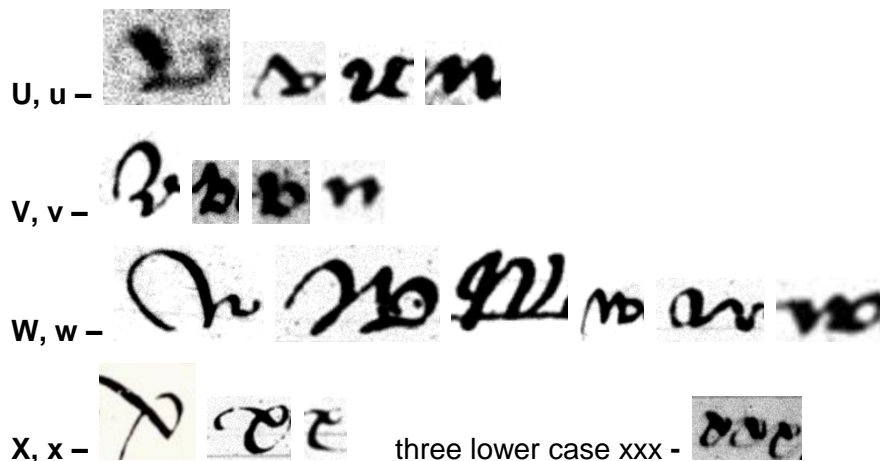 U, u –
V, v –
W, w –
X, x – three lower case xxx -